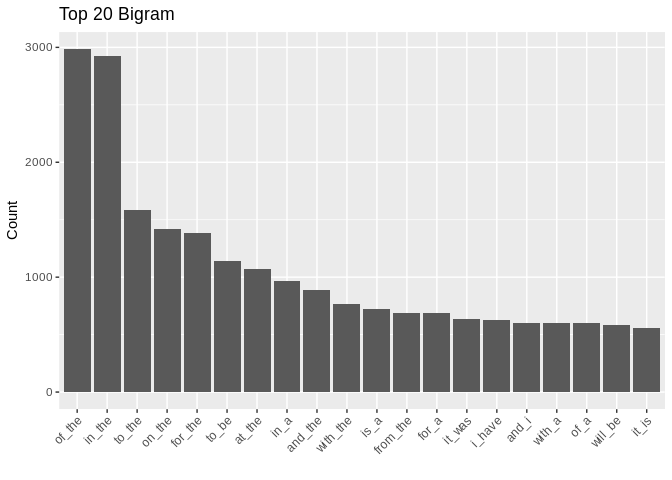 Top 20 Bigram
Count
3000
2000
1000
0
of_the
in_the
to_the
on_the
for_the
to_be
at_the
in_a
and_the
with_the
is_a
from_the
for_a
it_was
i_have
and_i
with_a
of_a
will_be
it_is